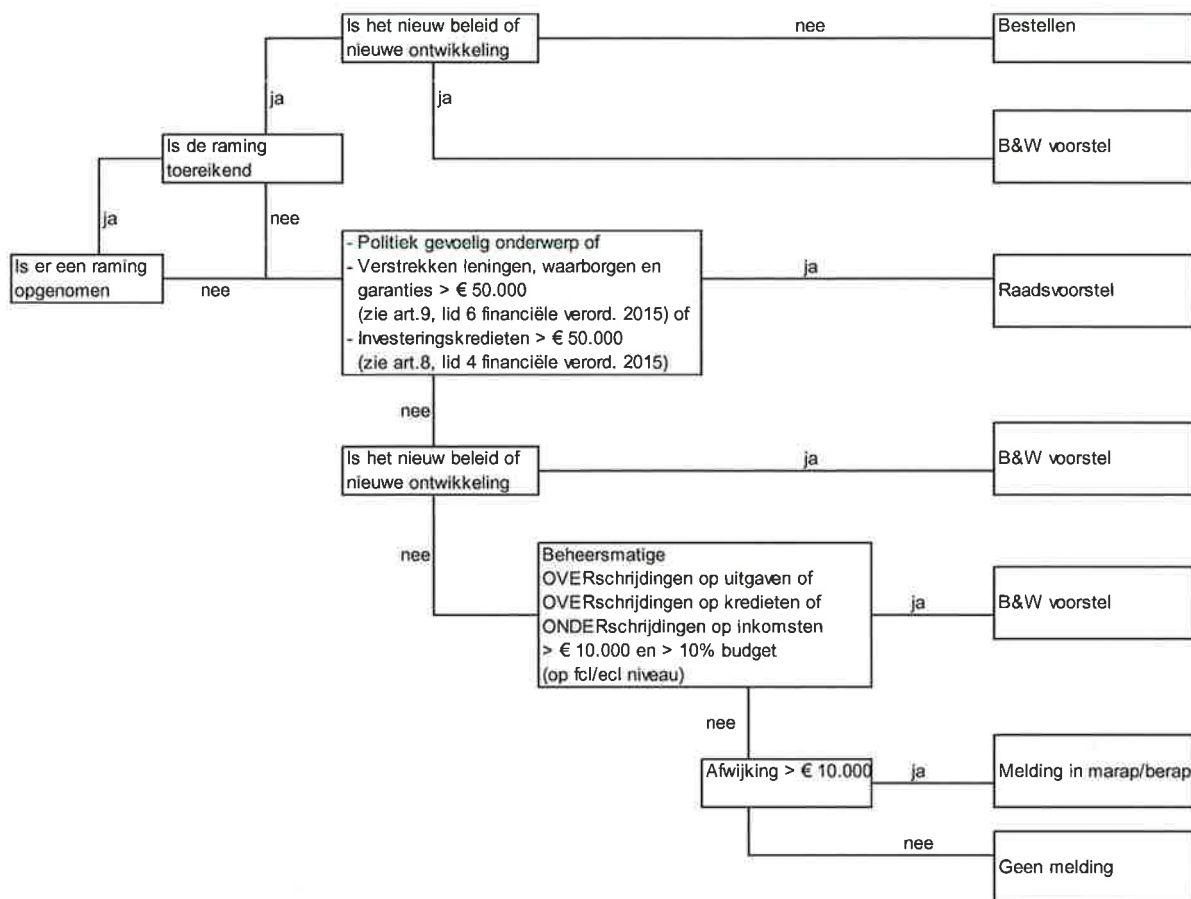 Is het nieuw beleid of
nieuwe ontwikkeling
nee
Bestellen
ja
ja
B&W voorstel
Is de raming
toereikend
ja
nee
Is er een raming
opgenomen
nee
- Politiek gevoelig onderwerp of
- Verstrekken leningen, waarborgen en
garanties > € 50.000
(zie art.9, lid 6 financiële verord. 2015) of
- Investeringskredieten > € 50.000
(zie art.8, lid 4 financiële verord. 2015)
ja
Raadsvoorstel
nee
Is het nieuw beleid of
nieuwe ontwikkeling
ja
B&W voorstel
nee
Beheersmatige
OVERschrijdingen op uitgaven of
OVERschrijdingen op kredieten of
ONDERschrijdingen op inkomsten
> € 10.000 en > 10% budget
(op fcl/ecl niveau)
ja
B&W voorstel
nee
Afwijking > € 10.000
ja
Melding in marap/berap
nee
Geen melding